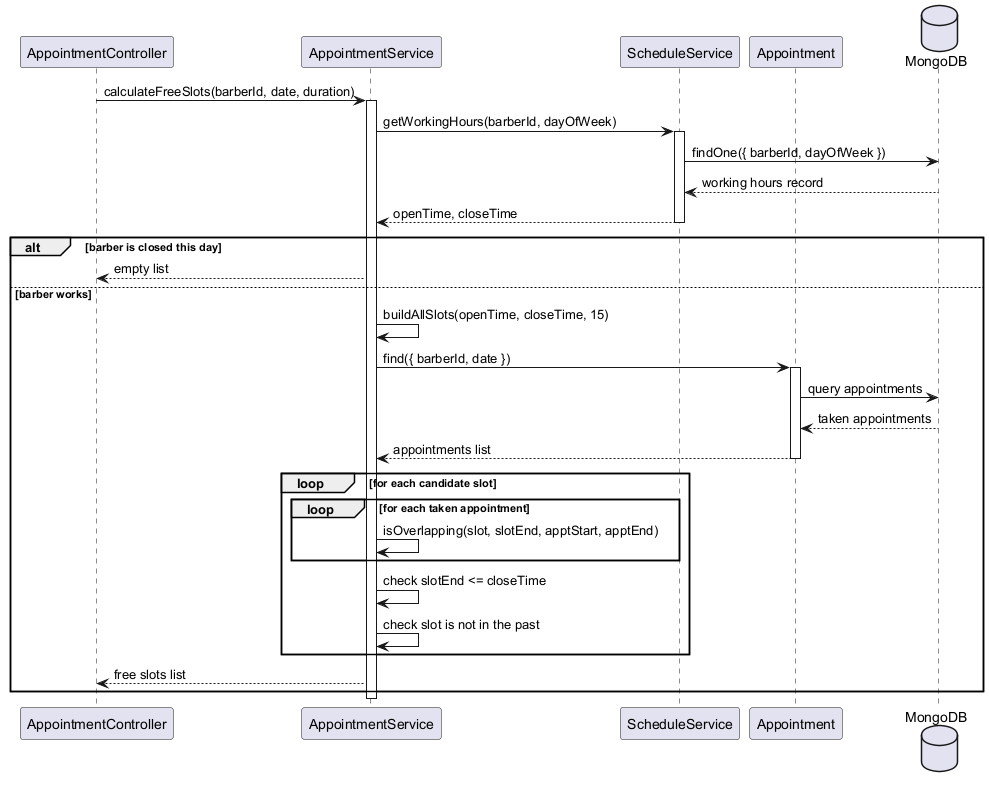 AppointmentController
AppointmentService
ScheduleService
Appointment
MongoDB
calculateFreeSlots(barberId, date, duration)
getWorkingHours(barberId, dayOfWeek)
findOne({ barberId, dayOfWeek })
working hours record
openTime, closeTime
alt [barber is closed this day]
empty list
[barber works]
buildAllSlots(openTime, closeTime, 15)
find({ barberId, date })
query appointments
taken appointments
appointments list
loop [for each candidate slot]
loop [for each taken appointment]
isOverlapping(slot, slotEnd, apptStart, apptEnd)
check slotEnd <= closeTime
check slot is not in the past
free slots list
AppointmentController
AppointmentService
ScheduleService
Appointment
MongoDB